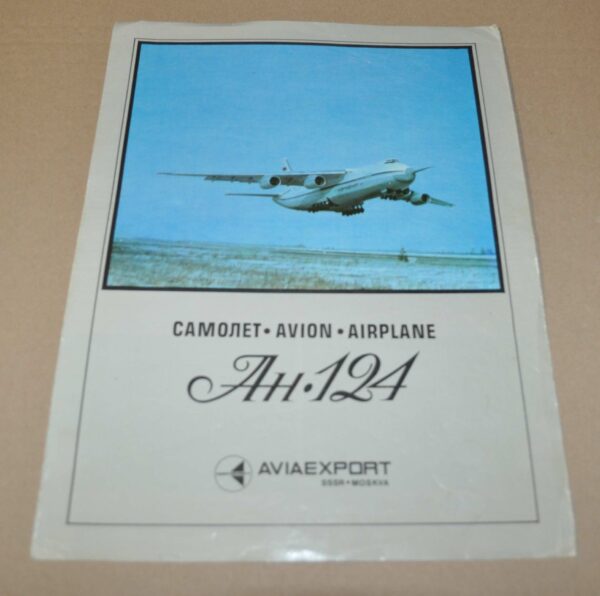 САМОЛЕТ • AVION • AIRPLANE
Ан • 124
AVIAEXPORT
SSSR • MOSKVA